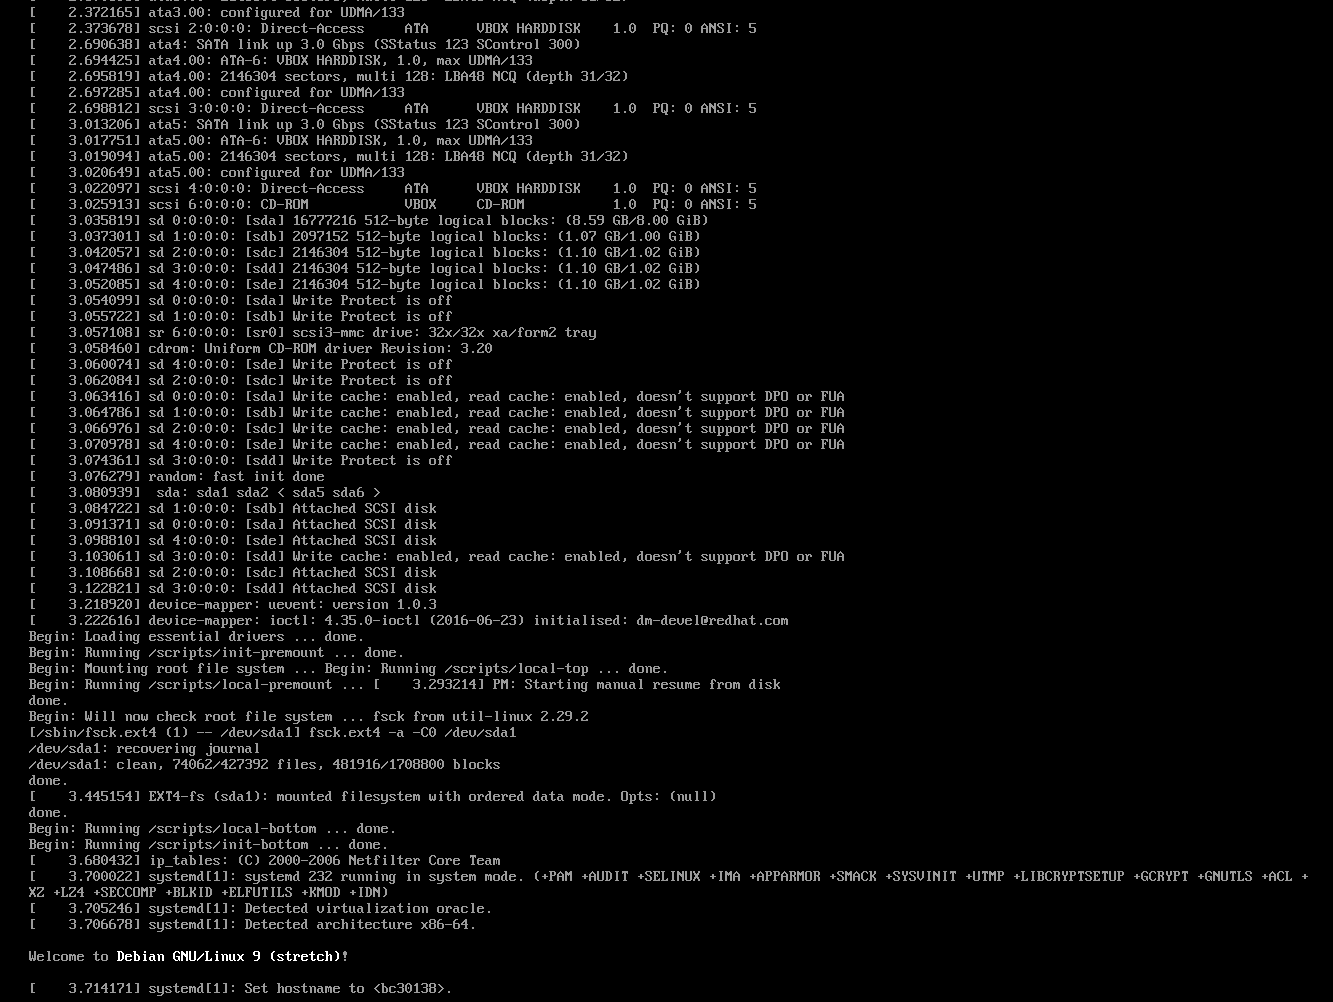 [    2.372165] ata3.00: configured for UDMA/133
[    2.373678] scsi 2:0:0:0: Direct-Access     ATA      VBOX HARDDISK    1.0  PQ: 0 ANSI: 5
[    2.690638] ata4: SATA link up 3.0 Gbps (SStatus 123 SControl 300)
[    2.694425] ata4.00: ATA-6: VBOX HARDDISK, 1.0, max UDMA/133
[    2.695819] ata4.00: 2146304 sectors, multi 128: LBA48 NCQ (depth 31/32)
[    2.697285] ata4.00: configured for UDMA/133
[    2.698812] scsi 3:0:0:0: Direct-Access     ATA      VBOX HARDDISK    1.0  PQ: 0 ANSI: 5
[    3.013206] ata5: SATA link up 3.0 Gbps (SStatus 123 SControl 300)
[    3.017751] ata5.00: ATA-6: VBOX HARDDISK, 1.0, max UDMA/133
[    3.019094] ata5.00: 2146304 sectors, multi 128: LBA48 NCQ (depth 31/32)
[    3.020649] ata5.00: configured for UDMA/133
[    3.022097] scsi 4:0:0:0: Direct-Access     ATA      VBOX HARDDISK    1.0  PQ: 0 ANSI: 5
[    3.025913] scsi 6:0:0:0: CD-ROM            VBOX     CD-ROM           1.0  PQ: 0 ANSI: 5
[    3.035819] sd 0:0:0:0: [sda] 16777216 512-byte logical blocks: (8.59 GB/8.00 GiB)
[    3.037301] sd 1:0:0:0: [sdb] 2097152 512-byte logical blocks: (1.07 GB/1.00 GiB)
[    3.042057] sd 2:0:0:0: [sdc] 2146304 512-byte logical blocks: (1.10 GB/1.02 GiB)
[    3.047486] sd 3:0:0:0: [sdd] 2146304 512-byte logical blocks: (1.10 GB/1.02 GiB)
[    3.052085] sd 4:0:0:0: [sde] 2146304 512-byte logical blocks: (1.10 GB/1.02 GiB)
[    3.054099] sd 0:0:0:0: [sda] Write Protect is off
[    3.055722] sd 1:0:0:0: [sdb] Write Protect is off
[    3.057108] sr 6:0:0:0: [sr0] scsi3-mmc drive: 32x/32x xa/form2 tray
[    3.058460] cdrom: Uniform CD-ROM driver Revision: 3.20
[    3.060074] sd 4:0:0:0: [sde] Write Protect is off
[    3.062084] sd 2:0:0:0: [sdc] Write Protect is off
[    3.063416] sd 0:0:0:0: [sda] Write cache: enabled, read cache: enabled, doesn't support DPO or FUA
[    3.064786] sd 1:0:0:0: [sdb] Write cache: enabled, read cache: enabled, doesn't support DPO or FUA
[    3.066976] sd 2:0:0:0: [sdc] Write cache: enabled, read cache: enabled, doesn't support DPO or FUA
[    3.070978] sd 4:0:0:0: [sde] Write cache: enabled, read cache: enabled, doesn't support DPO or FUA
[    3.074361] sd 3:0:0:0: [sdd] Write Protect is off
[    3.076279] random: fast init done
[    3.080939]  sda: sda1 sda2 < sda5 sda6 >
[    3.084722] sd 1:0:0:0: [sdb] Attached SCSI disk
[    3.091371] sd 0:0:0:0: [sda] Attached SCSI disk
[    3.098810] sd 4:0:0:0: [sde] Attached SCSI disk
[    3.103061] sd 3:0:0:0: [sdd] Write cache: enabled, read cache: enabled, doesn't support DPO or FUA
[    3.108668] sd 2:0:0:0: [sdc] Attached SCSI disk
[    3.122821] sd 3:0:0:0: [sdd] Attached SCSI disk
[    3.218920] device-mapper: uevent: version 1.0.3
[    3.222616] device-mapper: ioctl: 4.35.0-ioctl (2016-06-23) initialised: dm-devel@redhat.com
Begin: Loading essential drivers ... done.
Begin: Running /scripts/init-premount ... done.
Begin: Mounting root file system ... Begin: Running /scripts/local-top ... done.
Begin: Running /scripts/local-premount ... [    3.293214] PM: Starting manual resume from disk
done.
Begin: Will now check root file system ... fsck from util-linux 2.29.2
[/sbin/fsck.ext4 (1) -- /dev/sda1] fsck.ext4 -a -C0 /dev/sda1
/dev/sda1: recovering journal
/dev/sda1: clean, 74062/427392 files, 481916/1708800 blocks
done.
[    3.445154] EXT4-fs (sda1): mounted filesystem with ordered data mode. Opts: (null)
done.
Begin: Running /scripts/local-bottom ... done.
Begin: Running /scripts/init-bottom ... done.
[    3.680432] ip_tables: (C) 2000-2006 Netfilter Core Team
[    3.700022] systemd[1]: systemd 232 running in system mode. (+PAM +AUDIT +SELINUX +IMA +APPARMOR +SMACK +SYSVINIT +UTMP +LIBCRYPTSETUP +GCRYPT +GNUTLS +ACL +
XZ +LZ4 +SECCOMP +BLKID +ELFUTILS +KMOD +IDN)
[    3.705246] systemd[1]: Detected virtualization oracle.
[    3.706678] systemd[1]: Detected architecture x86-64.
Welcome to Debian GNU/Linux 9 (stretch)!
[    3.714171] systemd[1]: Set hostname to <bc30138>.